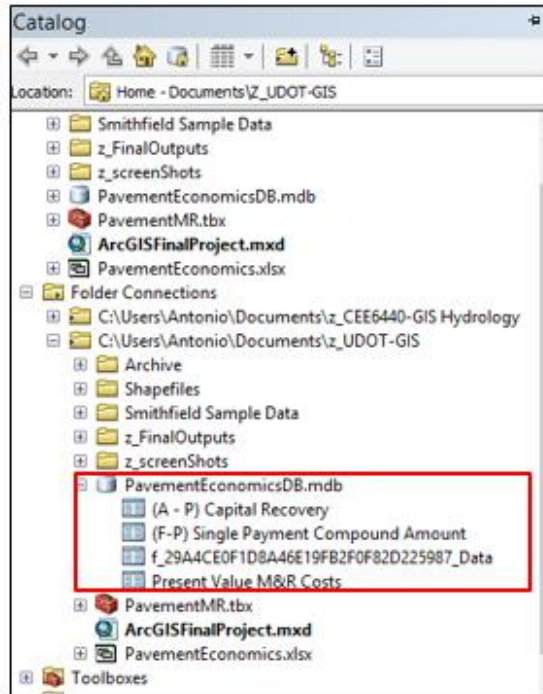 Catalog
Location: Home - Documents\Z_UDOT-GIS
Smithfield Sample Data
z_FinalOutputs
z_screenShots
PavementEconomicsDB.mdb
PavementMR.tbx
ArcGISFinalProject.mxd
PavementEconomics.xlsx
Folder Connections
C:\Users\Antonio\Documents\z_CEE6440-GIS Hydrology
C:\Users\Antonio\Documents\z_UDOT-GIS
Archive
Shapefiles
Smithfield Sample Data
z_FinalOutputs
z_screenShots
PavementEconomicsDB.mdb
(A - P) Capital Recovery
(F-P) Single Payment Compound Amount
f_29A4CE0F1D8A46E19FB2F0F82D225987_Data
Present Value M&R Costs
PavementMR.tbx
ArcGISFinalProject.mxd
PavementEconomics.xlsx
Toolboxes